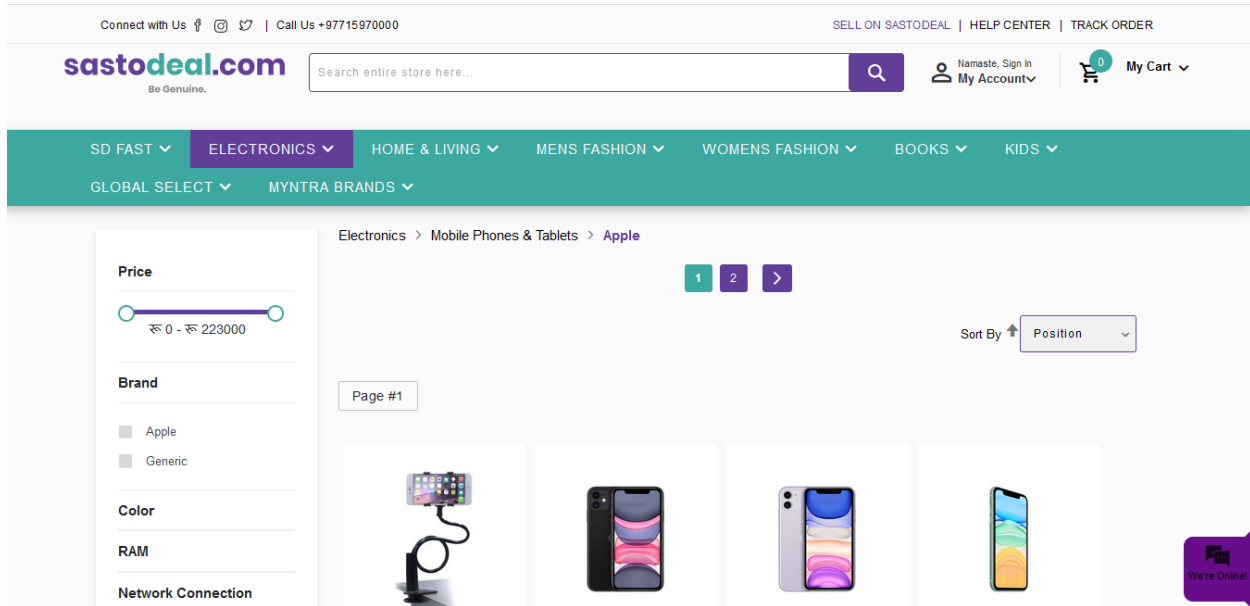 Connect with Us | Call Us +97715970000
SELL ON SASTODEAL | HELP CENTER | TRACK ORDER
sastodeal.com
Be Genuine.
Search entire store here...
Namaste, Sign In
My Account
0
My Cart
SD FAST ELECTRONICS HOME & LIVING MENS FASHION WOMENS FASHION BOOKS KIDS
GLOBAL SELECT MYNTRA BRANDS
Electronics > Mobile Phones & Tablets > Apple
1 2 >
Price
रू 0 - रू 223000
Sort By Position
Brand
Page #1
Apple
Generic
Color
RAM
Network Connection
We're Online!